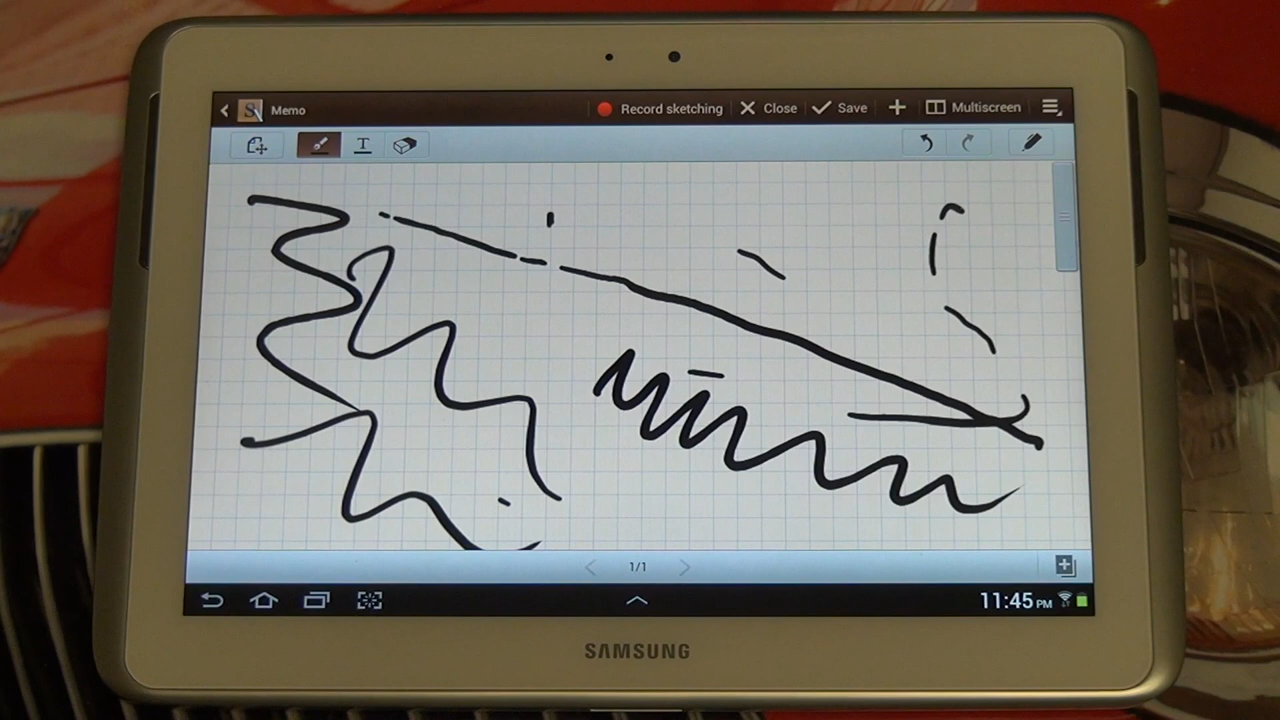 Memo Record sketching Close Save Multiscreen
T
1/1
11:45 PM
SAMSUNG